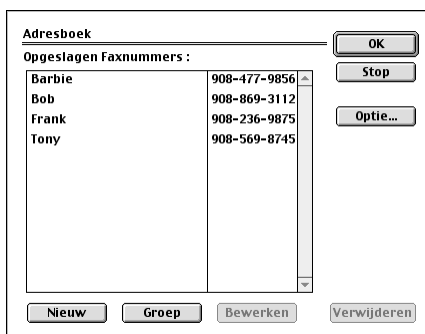 Adresboek
OK
Opgeslagen Faxnummers :
Stop
Barbie 908-477-9856
Bob 908-869-3112
Frank 908-236-9875
Optie...
Tony 908-569-8745
Nieuw Groep Bewerken Verwijderen